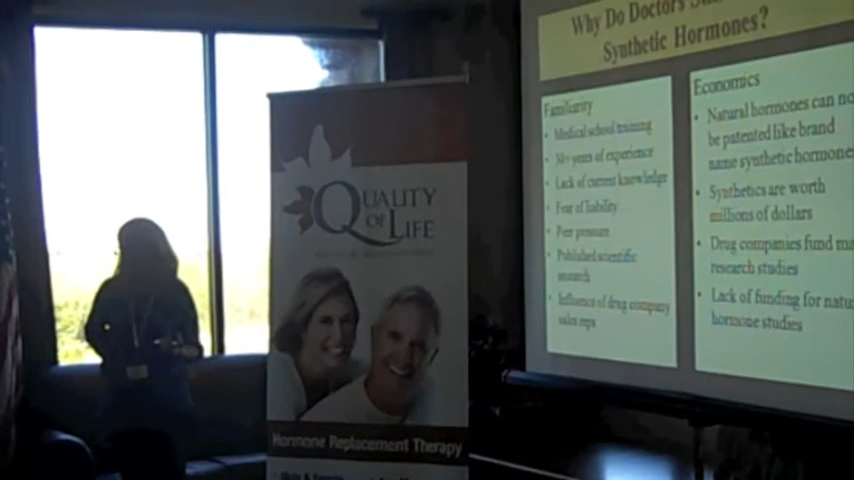 QUALITY
OF LIFE
Hormone Replacement Therapy
Why Do Doctors
Synthetic Hormones?
Familiarity
• Medical school training
• 30+ years of experience
• Lack of current knowledge
• Fear of liability
• Peer pressure
• Published scientific
research
• Influence of drug company
sales reps
Economics
• Natural hormones can no
be patented like brand
name synthetic hormone
• Synthetics are worth
millions of dollars
• Drug companies fund
research studies
• Lack of funding for natu
hormone studies